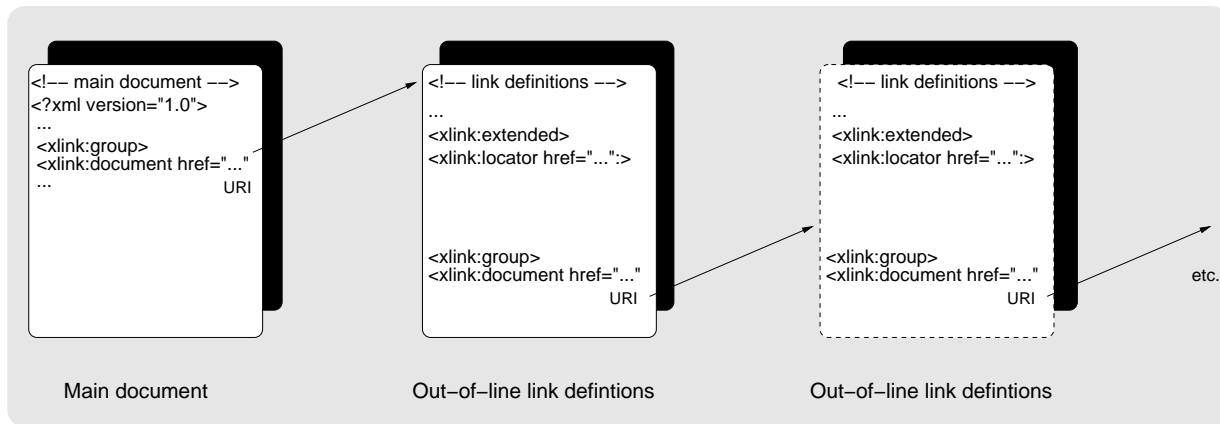 <!−− main document −−>
<?xml version="1.0">
...
<xlink:group>
<xlink:document href="..."
...
URI
Main document
<!−− link definitions −−>
...
<xlink:extended>
<xlink:locator href="...":>
<xlink:group>
<xlink:document href="..."
URI
Out−of−line link defintions
<!−− link definitions −−>
...
<xlink:extended>
<xlink:locator href="...":>
<xlink:group>
<xlink:document href="..."
URI
Out−of−line link defintions
etc.